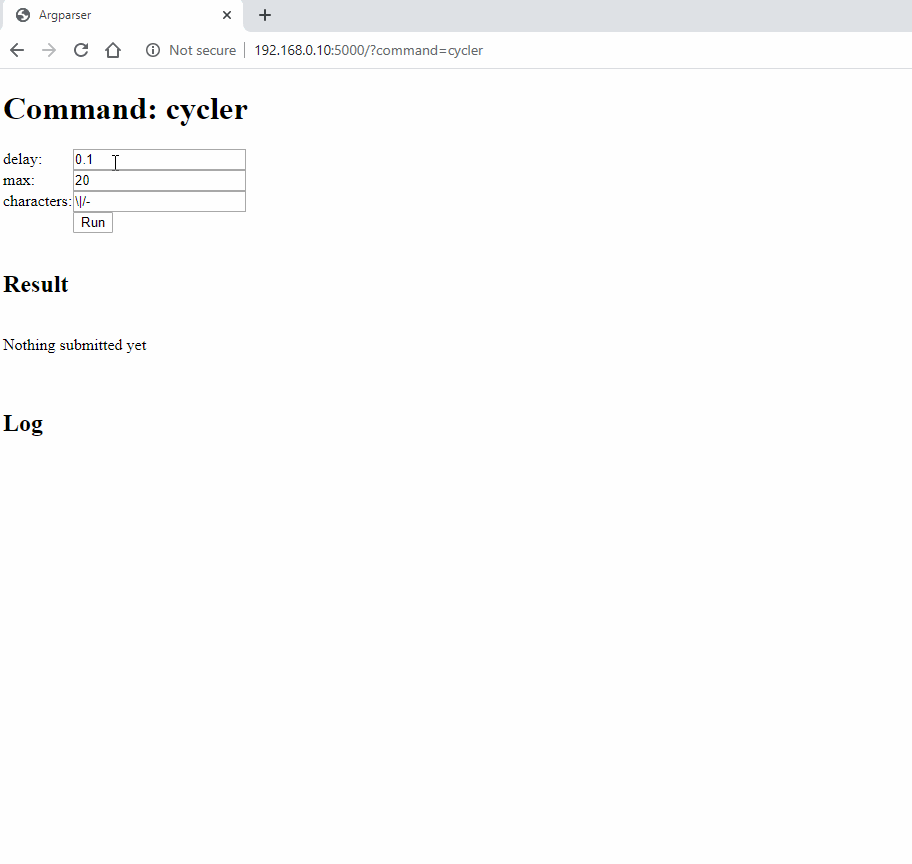 Argparser
Not secure 192.168.0.10:5000/?command=cycler
Command: cycler
delay: 0.1
max: 20
characters: \|/-
Run
Result
Nothing submitted yet
Log